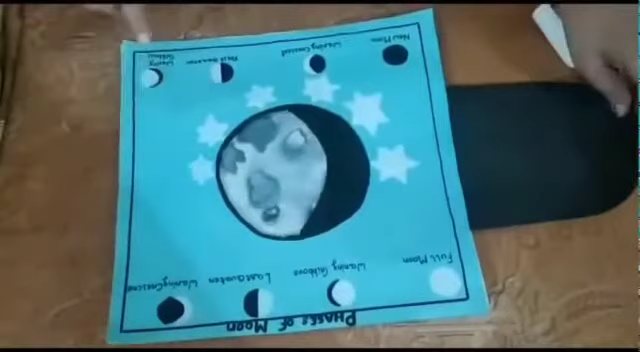 PHASES OF MOON
Full Moon
Waning Gibbous
Last Quarter
Waning Crescent
New Moon
Waxing Crescent
First Quarter
Waxing
Gibbous